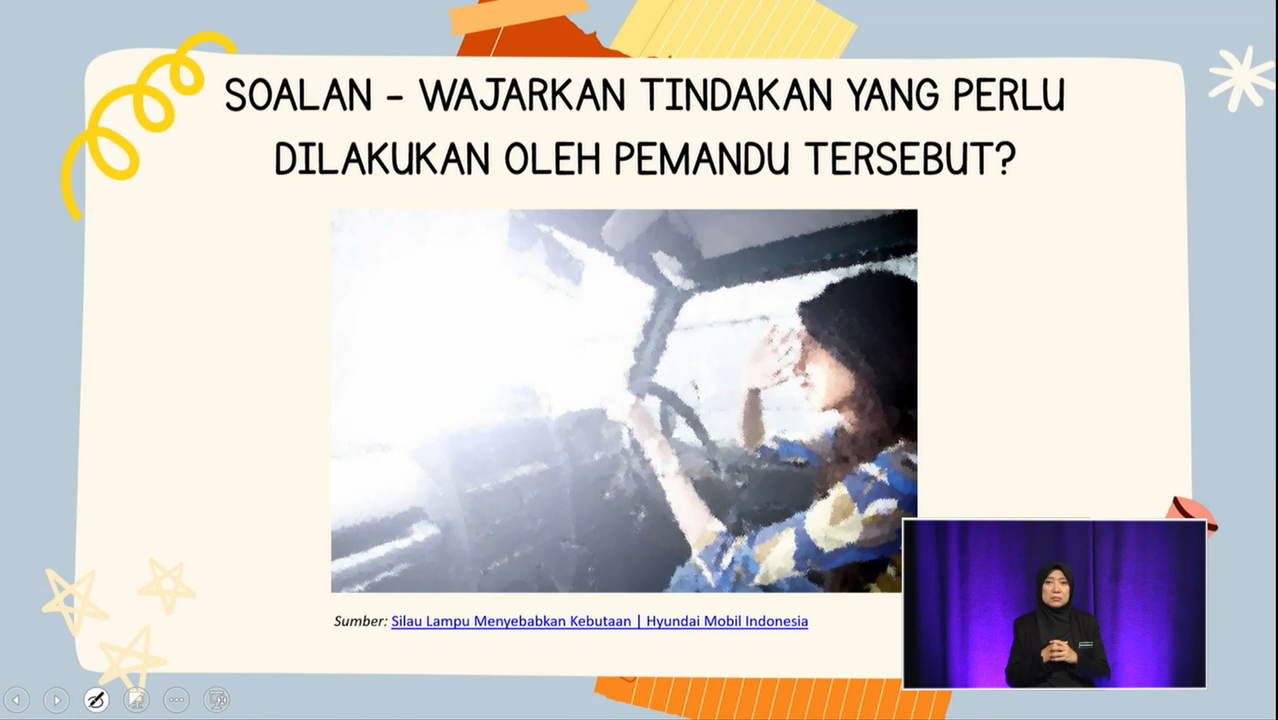 SOALAN - WAJARKAN TINDAKAN YANG PERLU
DILAKUKAN OLEH PEMANDU TERSEBUT?
Sumber: Silau Lampu Menyebabkan Kebutaan | Hyundai Mobil Indonesia